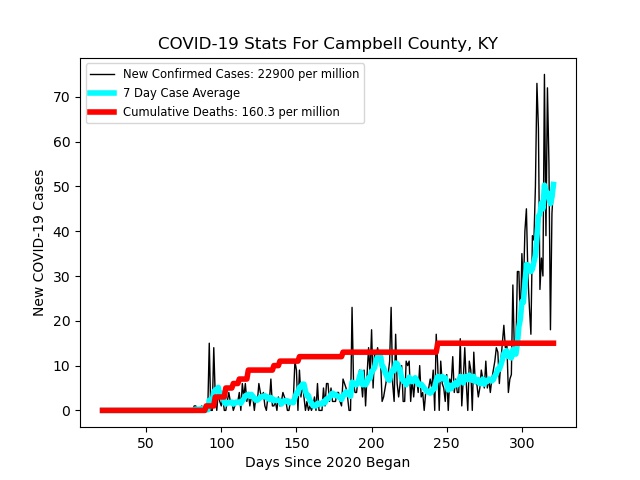 COVID-19 Stats For Campbell County, KY
New Confirmed Cases: 22900 per million
7 Day Case Average
Cumulative Deaths: 160.3 per million
New COVID-19 Cases
70
60
50
40
30
20
10
0
50 100 150 200 250 300
Days Since 2020 Began